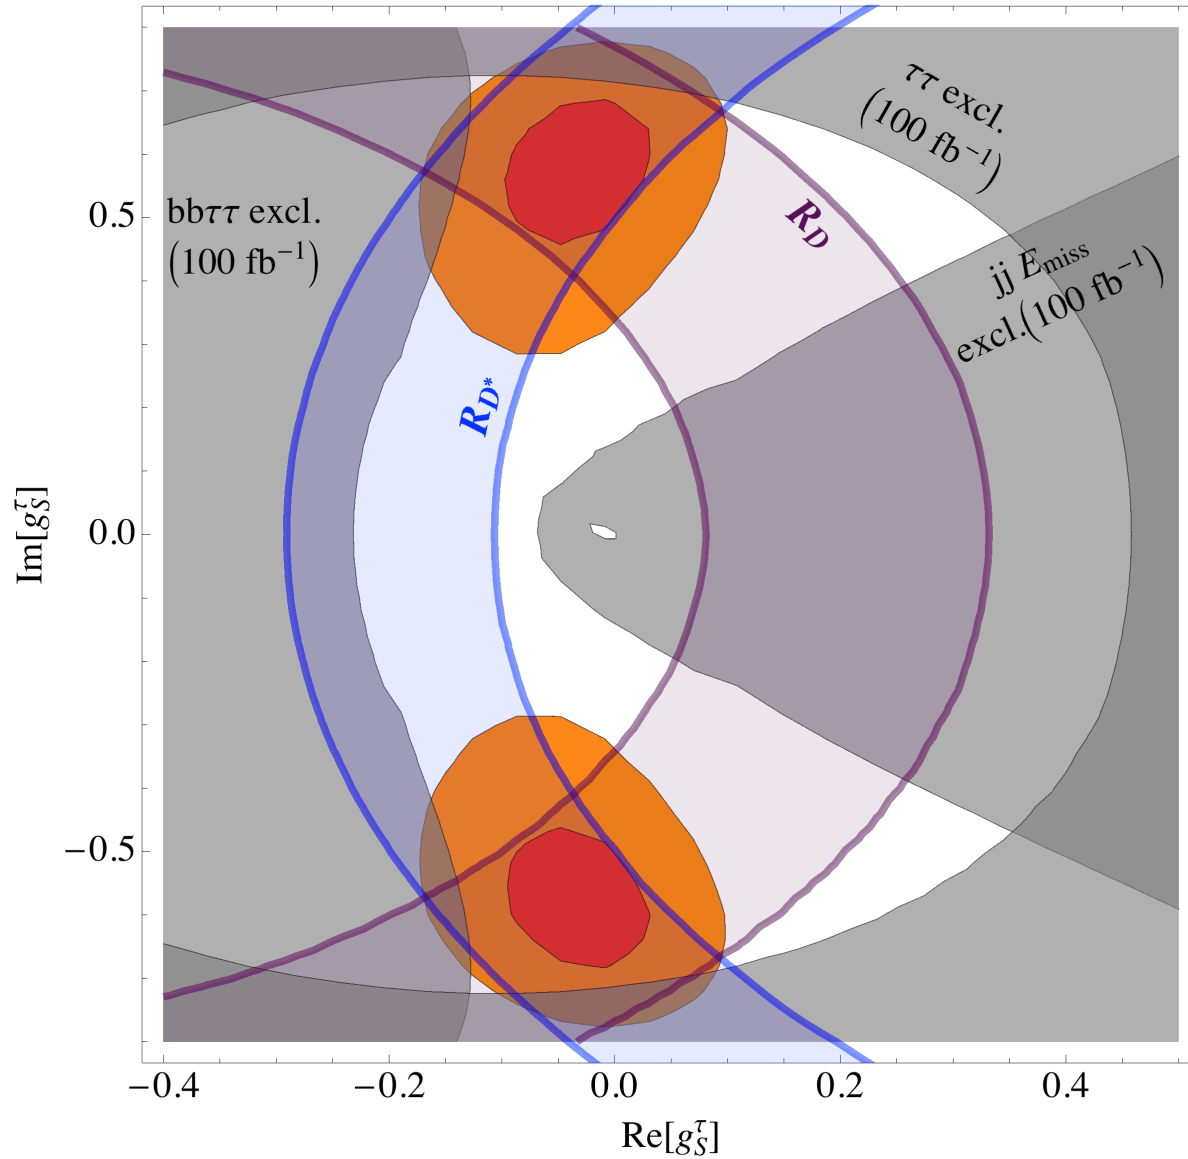 ττ excl.
(100 fb⁻¹)
bbττ excl.
(100 fb⁻¹)
R_D
jj E_miss
excl.(100 fb⁻¹)
R_D*
0.5
0.0
−0.5
Im[g_S^τ]
−0.4 −0.2 0.0 0.2 0.4
Re[g_S^τ]